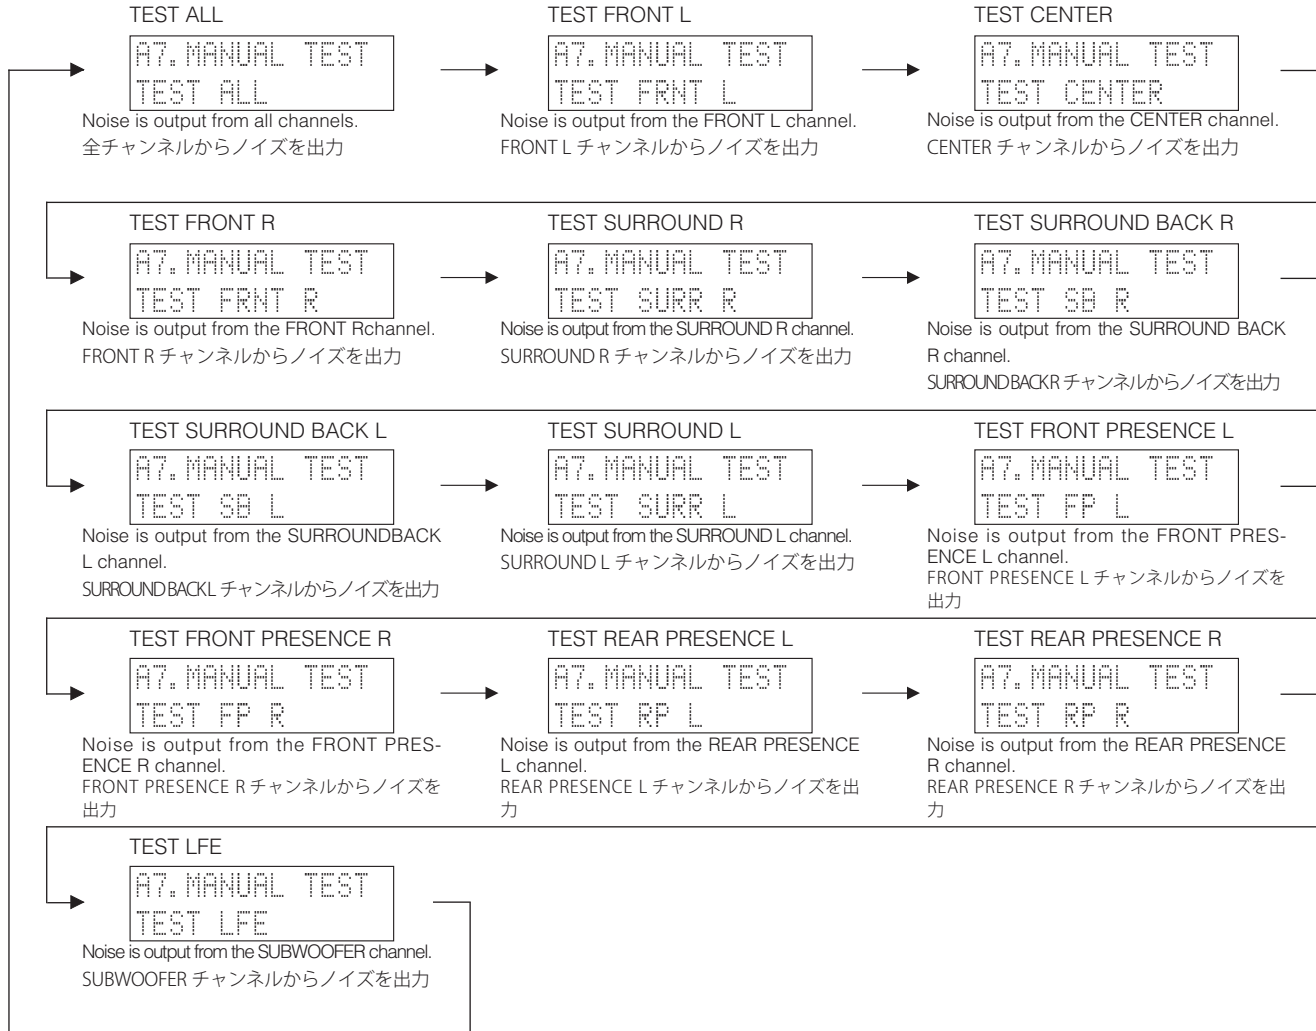 TEST ALL
A7.MANUAL TEST
TEST ALL
Noise is output from all channels.
全チャンネルからノイズを出力
TEST FRONT L
A7.MANUAL TEST
TEST FRNT L
Noise is output from the FRONT L channel.
FRONT L チャンネルからノイズを出力
TEST CENTER
A7.MANUAL TEST
TEST CENTER
Noise is output from the CENTER channel.
CENTER チャンネルからノイズを出力
TEST FRONT R
A7.MANUAL TEST
TEST FRNT R
Noise is output from the FRONT Rchannel.
FRONT R チャンネルからノイズを出力
TEST SURROUND R
A7.MANUAL TEST
TEST SURR R
Noise is output from the SURROUND R channel.
SURROUND R チャンネルからノイズを出力
TEST SURROUND BACK R
A7.MANUAL TEST
TEST SB R
Noise is output from the SURROUND BACK
R channel.
SURROUND BACK R チャンネルからノイズを出力
TEST SURROUND BACK L
A7.MANUAL TEST
TEST SB L
Noise is output from the SURROUNDBACK
L channel.
SURROUND BACK L チャンネルからノイズを出力
TEST SURROUND L
A7.MANUAL TEST
TEST SURR L
Noise is output from the SURROUND L channel.
SURROUND L チャンネルからノイズを出力
TEST FRONT PRESENCE L
A7.MANUAL TEST
TEST FP L
Noise is output from the FRONT PRES-
ENCE L channel.
FRONT PRESENCE L チャンネルからノイズを
出力
TEST FRONT PRESENCE R
A7.MANUAL TEST
TEST FP R
Noise is output from the FRONT PRES-
ENCE R channel.
FRONT PRESENCE R チャンネルからノイズを
出力
TEST REAR PRESENCE L
A7.MANUAL TEST
TEST RP L
Noise is output from the REAR PRESENCE
L channel.
REAR PRESENCE L チャンネルからノイズを出
力
TEST REAR PRESENCE R
A7.MANUAL TEST
TEST RP R
Noise is output from the REAR PRESENCE
R channel.
REAR PRESENCE R チャンネルからノイズを出
力
TEST LFE
A7.MANUAL TEST
TEST LFE
Noise is output from the SUBWOOFER channel.
SUBWOOFER チャンネルからノイズを出力